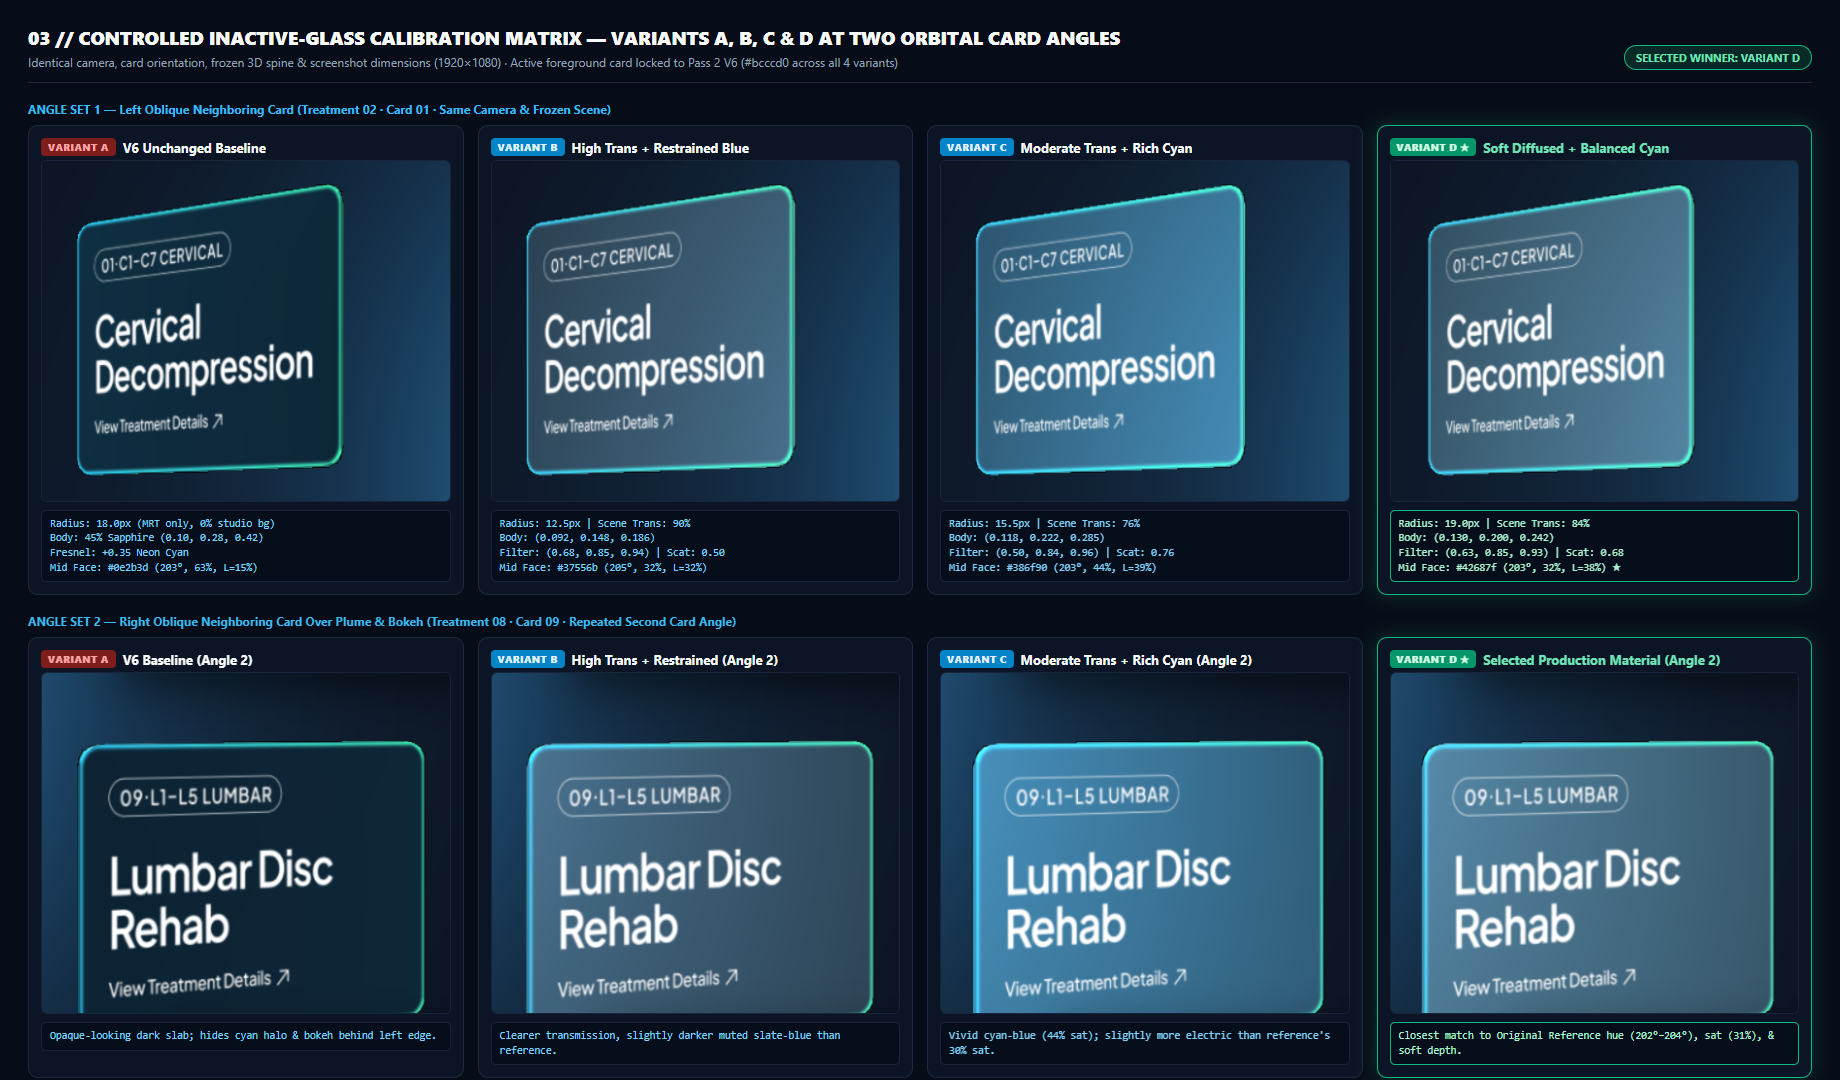 03 // CONTROLLED INACTIVE-GLASS CALIBRATION MATRIX — VARIANTS A, B, C & D AT TWO ORBITAL CARD ANGLES
Identical camera, card orientation, frozen 3D spine & screenshot dimensions (1920×1080) · Active foreground card locked to Pass 2 V6 (#bcccd0 across all 4 variants)
SELECTED WINNER: VARIANT D
ANGLE SET 1 — Left Oblique Neighboring Card (Treatment 02 · Card 01 · Same Camera & Frozen Scene)
VARIANT A V6 Unchanged Baseline
01·C1-C7 CERVICAL
Cervical
Decompression
View Treatment Details ↗
Radius: 18.0px (MRT only, 0% studio bg)
Body: 45% Sapphire (0.10, 0.28, 0.42)
Fresnel: +0.35 Neon Cyan
Mid Face: #0e2b3d (203°, 63%, L=15%)
VARIANT B High Trans + Restrained Blue
01·C1-C7 CERVICAL
Cervical
Decompression
View Treatment Details ↗
Radius: 12.5px | Scene Trans: 90%
Body: (0.092, 0.148, 0.186)
Filter: (0.68, 0.85, 0.94) | Scat: 0.50
Mid Face: #37556b (205°, 32%, L=32%)
VARIANT C Moderate Trans + Rich Cyan
01·C1-C7 CERVICAL
Cervical
Decompression
View Treatment Details ↗
Radius: 15.5px | Scene Trans: 76%
Body: (0.118, 0.222, 0.285)
Filter: (0.50, 0.84, 0.96) | Scat: 0.76
Mid Face: #386f90 (203°, 44%, L=39%)
VARIANT D ★ Soft Diffused + Balanced Cyan
01·C1-C7 CERVICAL
Cervical
Decompression
View Treatment Details ↗
Radius: 19.0px | Scene Trans: 84%
Body: (0.130, 0.200, 0.242)
Filter: (0.63, 0.85, 0.93) | Scat: 0.68
Mid Face: #42687f (203°, 32%, L=38%) ★
ANGLE SET 2 — Right Oblique Neighboring Card Over Plume & Bokeh (Treatment 08 · Card 09 · Repeated Second Card Angle)
VARIANT A V6 Baseline (Angle 2)
09·L1-L5 LUMBAR
Lumbar Disc
Rehab
View Treatment Details ↗
Opaque-looking dark slab; hides cyan halo & bokeh behind left edge.
VARIANT B High Trans + Restrained (Angle 2)
09·L1-L5 LUMBAR
Lumbar Disc
Rehab
View Treatment Details ↗
Clearer transmission, slightly darker muted slate-blue than
reference.
VARIANT C Moderate Trans + Rich Cyan (Angle 2)
09·L1-L5 LUMBAR
Lumbar Disc
Rehab
View Treatment Details ↗
Vivid cyan-blue (44% sat); slightly more electric than reference's
30% sat.
VARIANT D ★ Selected Production Material (Angle 2)
09·L1-L5 LUMBAR
Lumbar Disc
Rehab
View Treatment Details ↗
Closest match to Original Reference hue (202°–204°), sat (31%), &
soft depth.